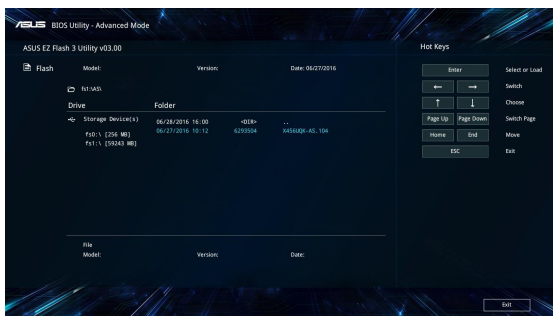 ASUS BIOS Utility - Advanced Mode
ASUS EZ Flash 3 Utility v03.00
Flash Model: Version: Date: 06/27/2016
fs1:\AS\
Drive Folder
Storage Device(s) 06/28/2016 16:00 <DIR> ..
fs0:\ [256 MB] 06/27/2016 10:12 6293504 X456UQK-AS.104
fs1:\ [59243 MB]
File
Model: Version: Date:
Hot Keys
Enter Select or Load
← → Switch
↑ ↓ Choose
Page Up Page Down Switch Page
Home End Move
ESC Exit
Exit